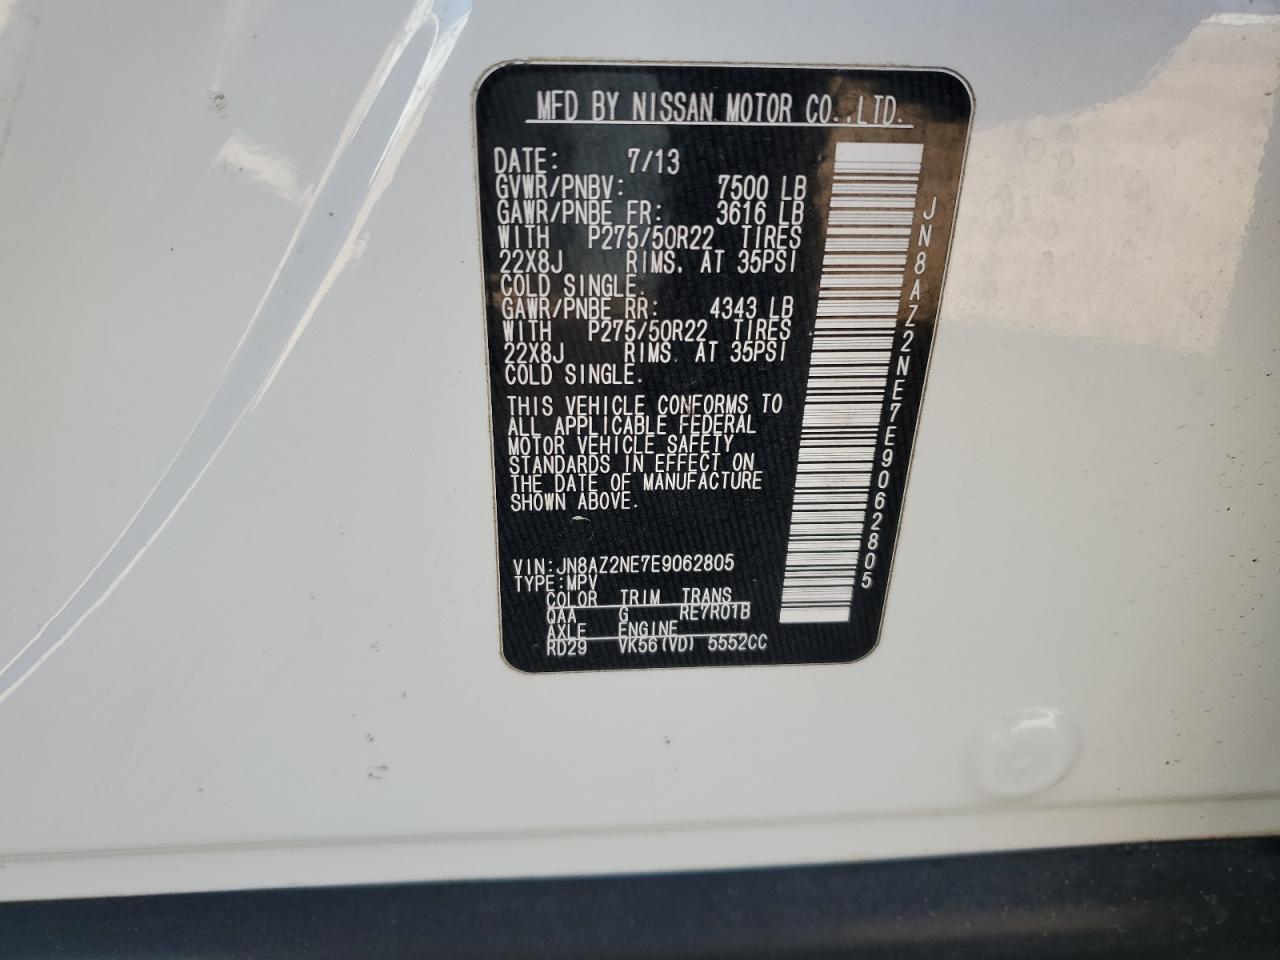 MFD BY NISSAN MOTOR CO.,LTD.
DATE: 7/13
GVWR/PNBV: 7500 LB
GAWR/PNBE FR: 3616 LB
WITH P275/50R22 TIRES
22X8J RIMS. AT 35PSI
COLD SINGLE.
GAWR/PNBE RR: 4343 LB
WITH P275/50R22 TIRES
22X8J RIMS. AT 35PSI
COLD SINGLE.
THIS VEHICLE CONFORMS TO
ALL APPLICABLE FEDERAL
MOTOR VEHICLE SAFETY
STANDARDS IN EFFECT ON
THE DATE OF MANUFACTURE
SHOWN ABOVE.
VIN:JN8AZ2NE7E9062805
TYPE:MPV
COLOR TRIM TRANS
QAA G RE7R01B
AXLE ENGINE
RD29 VK56(VD) 5552CC
JN8AZ2NE7E9062805